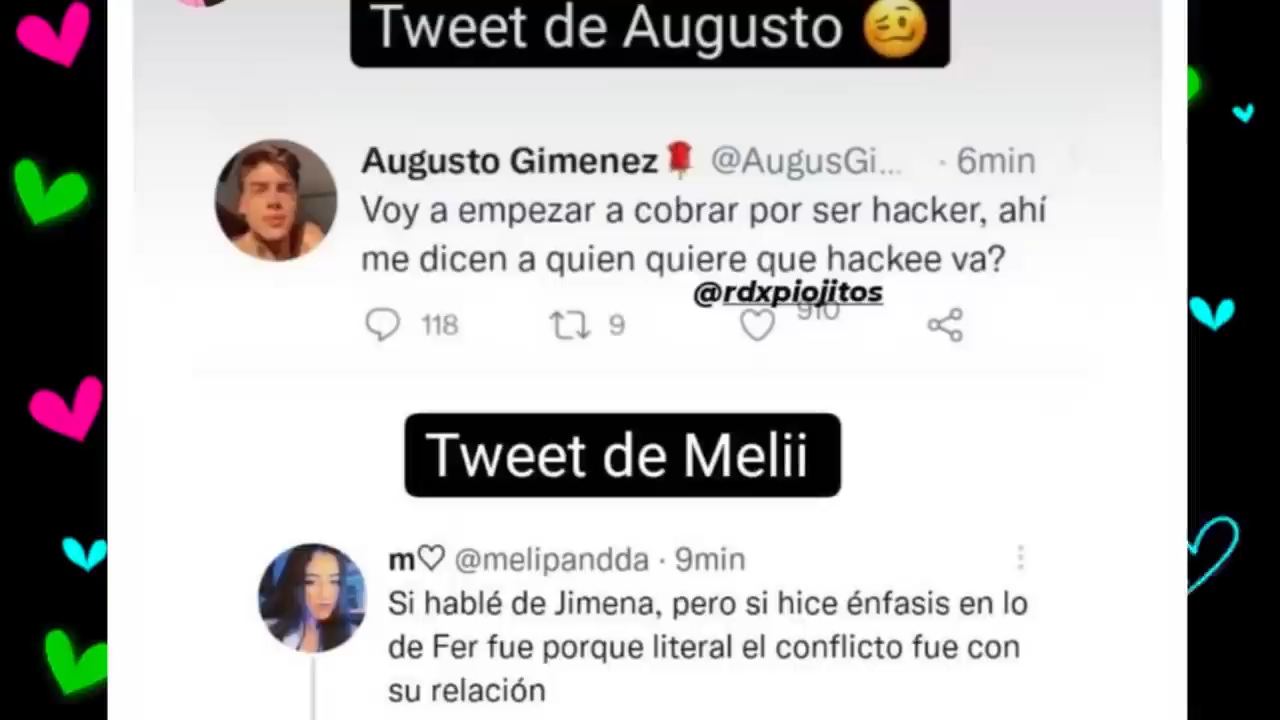 Tweet de Augusto 🥴
Augusto Gimenez🌹 @AugusGi... · 6min
Voy a empezar a cobrar por ser hacker, ahí
me dicen a quien quiere que hackee va?
@rdxpiojitos
118 9 910
Tweet de Melii
m♡ @melipandda · 9min
Si hablé de Jimena, pero si hice énfasis en lo
de Fer fue porque literal el conflicto fue con
su relación